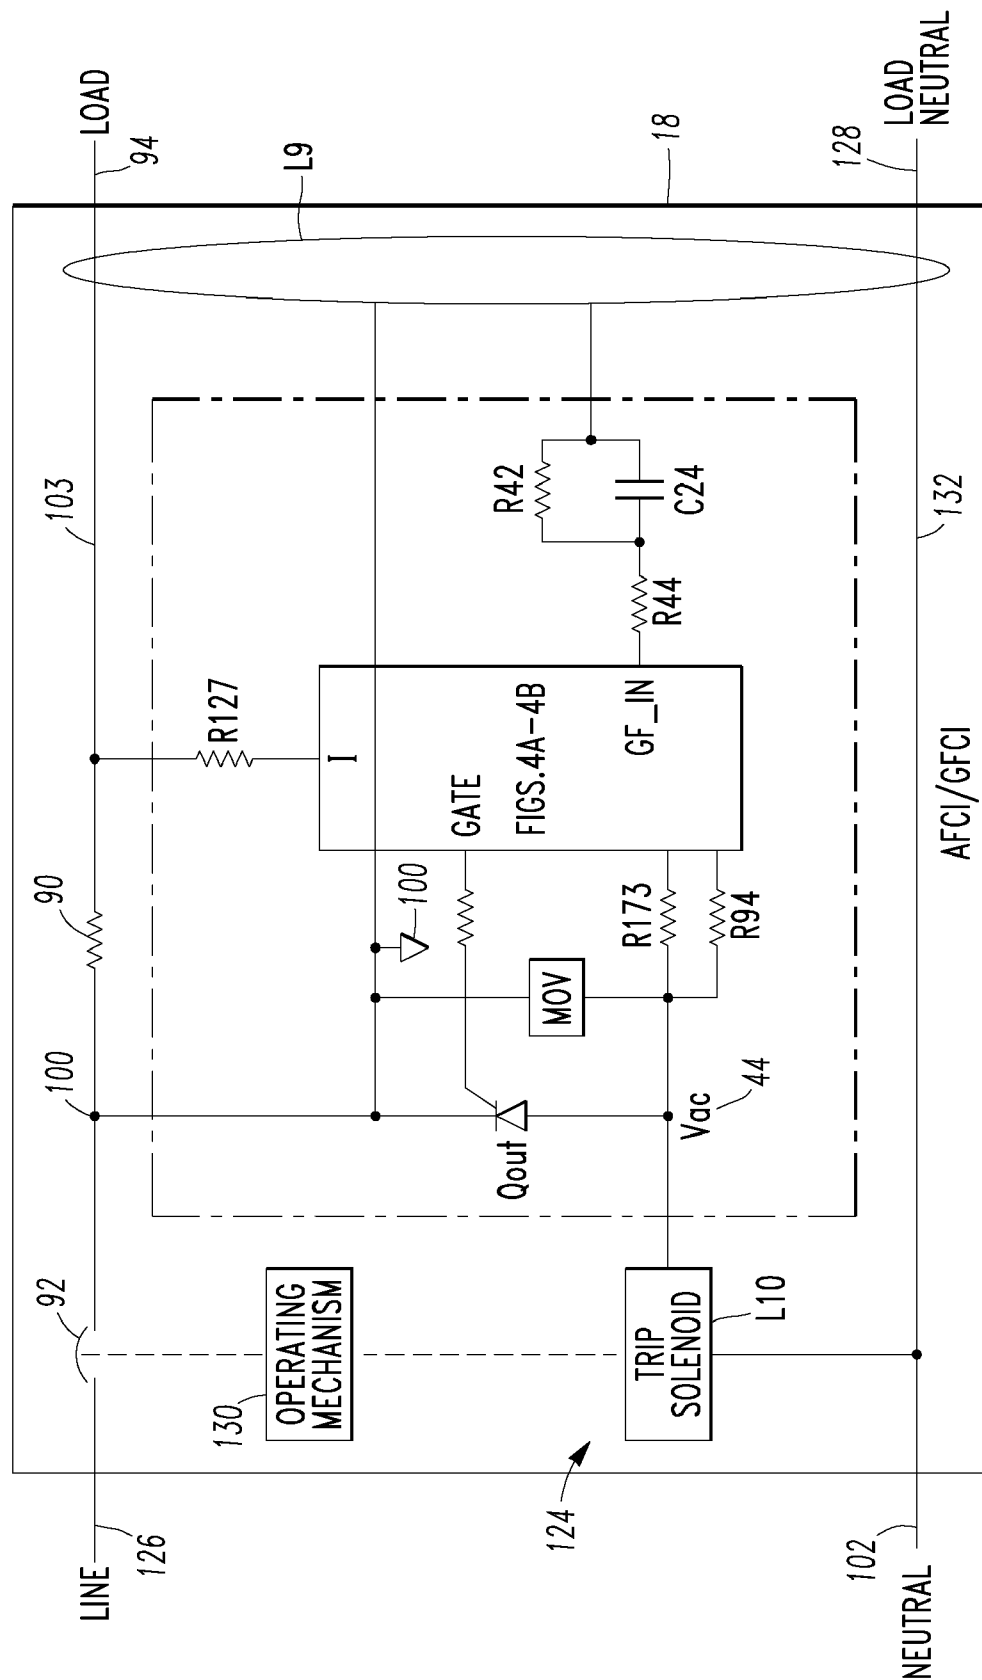 LINE
126
92
100
90
103
94
LOAD
L9
130
OPERATING
MECHANISM
R127
I
GATE
FIGS.4A-4B
GF_IN
100
R42
C24
R44
18
MOV
R173
R94
Qout
Vac
44
TRIP
SOLENOID
L10
124
102
NEUTRAL
132
128
LOAD
NEUTRAL
AFCI/GFCI